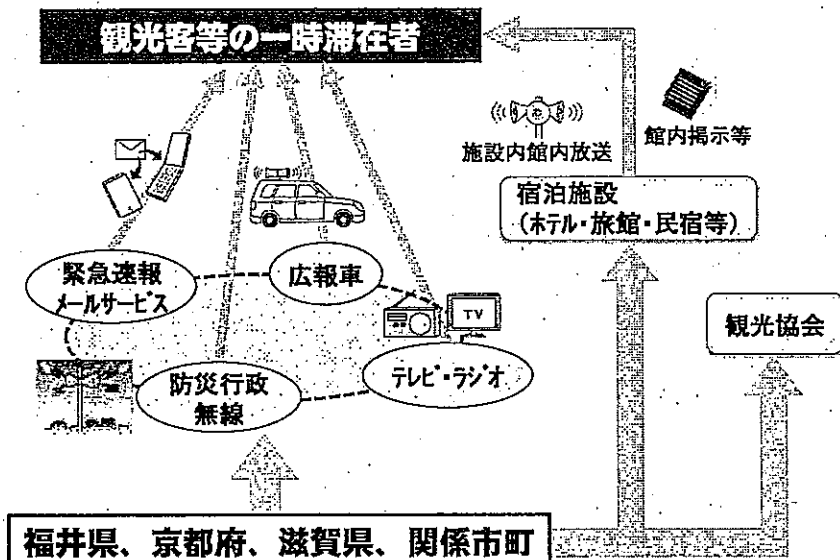 観光客等の一時滞在者
施設内館内放送
館内掲示等
宿泊施設
(ホテル・旅館・民宿等)
緊急速報
メールサービス
広報車
TV
観光協会
防災行政
無線
テレビ・ラジオ
福井県、京都府、滋賀県、関係市町